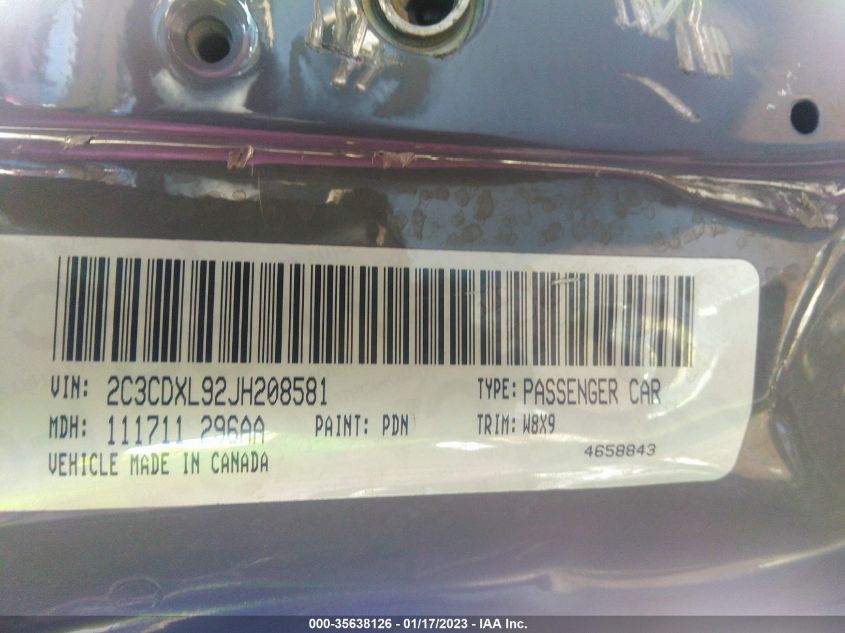 VIN: 2C3CDXL92JH208581 TYPE: PASSENGER CAR
MDH: 111711 296AA PAINT: PDN TRIM: W8X9
VEHICLE MADE IN CANADA 4658843
000-35638126 - 01/17/2023 - IAA Inc.